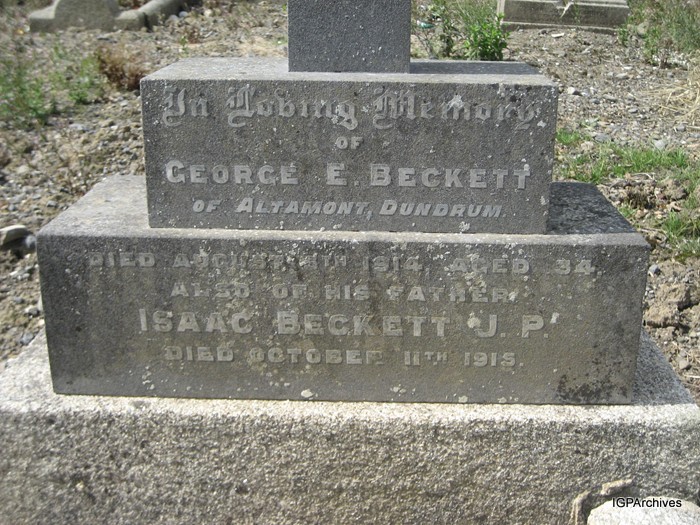 In Loving Memory
OF
GEORGE E. BECKETT
OF ALTAMONT, DUNDRUM.
DIED AUGUST TH 1914, AGED 34.
ALSO OF HIS FATHER
ISAAC BECKETT J. P.
DIED OCTOBER 11TH 1915.
IGPArchives